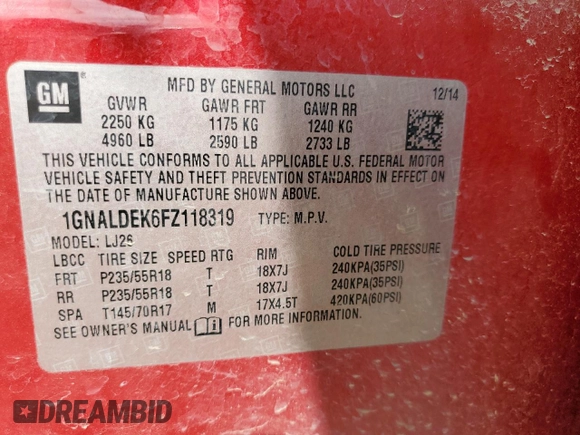 GM
MFD BY GENERAL MOTORS LLC 12/14
GVWR GAWR FRT GAWR RR
2250 KG 1175 KG 1240 KG
4960 LB 2590 LB 2733 LB
THIS VEHICLE CONFORMS TO ALL APPLICABLE U.S. FEDERAL MOTOR
VEHICLE SAFETY AND THEFT PREVENTION STANDARDS IN EFFECT ON
THE DATE OF MANUFACTURE SHOWN ABOVE.
1GNALDEK6FZ118319 TYPE: M.P.V.
MODEL: LJ26
LBCC TIRE SIZE SPEED RTG RIM COLD TIRE PRESSURE
FRT P235/55R18 T 18X7J 240KPA(35PSI)
RR P235/55R18 T 18X7J 240KPA(35PSI)
SPA T145/70R17 M 17X4.5T 420KPA(60PSI)
SEE OWNER'S MANUAL FOR MORE INFORMATION.
DREAMBID